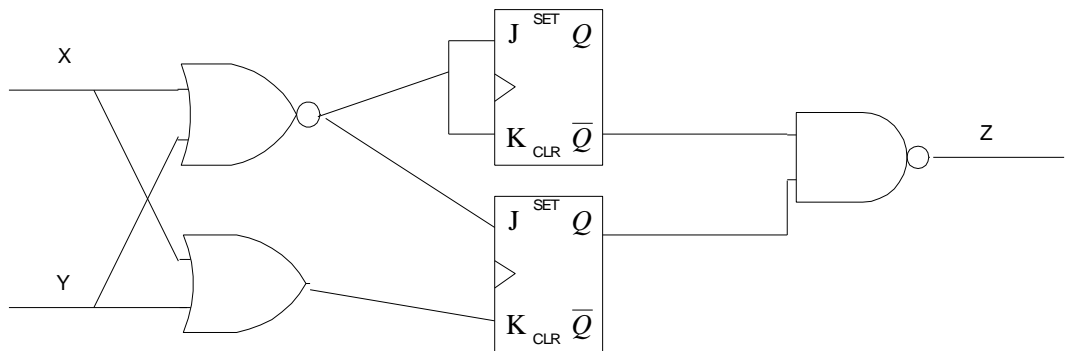 X
Y
J SET Q
K CLR Q̅
J SET Q
K CLR Q̅
Z